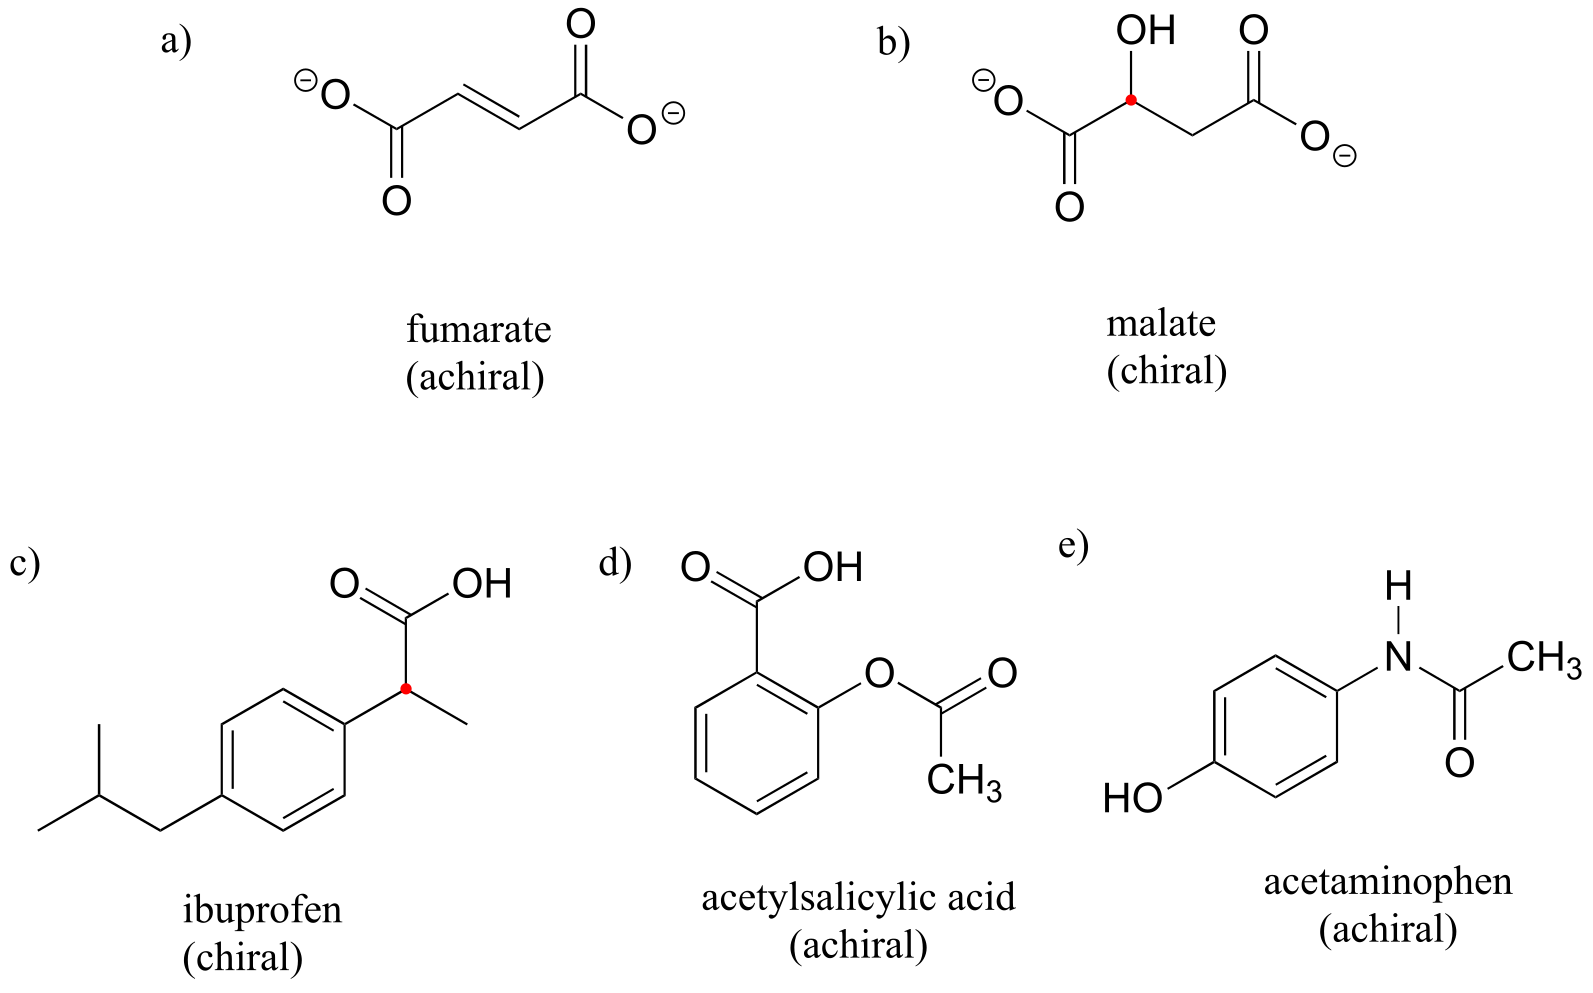 a)
O
⊖O
O⊖
O
fumarate
(achiral)
b)
OH
O
⊖O
O⊖
O
malate
(chiral)
c)
O
OH
ibuprofen
(chiral)
d)
O
OH
O
O
CH3
acetylsalicylic acid
(achiral)
e)
H
N
CH3
O
HO
acetaminophen
(achiral)